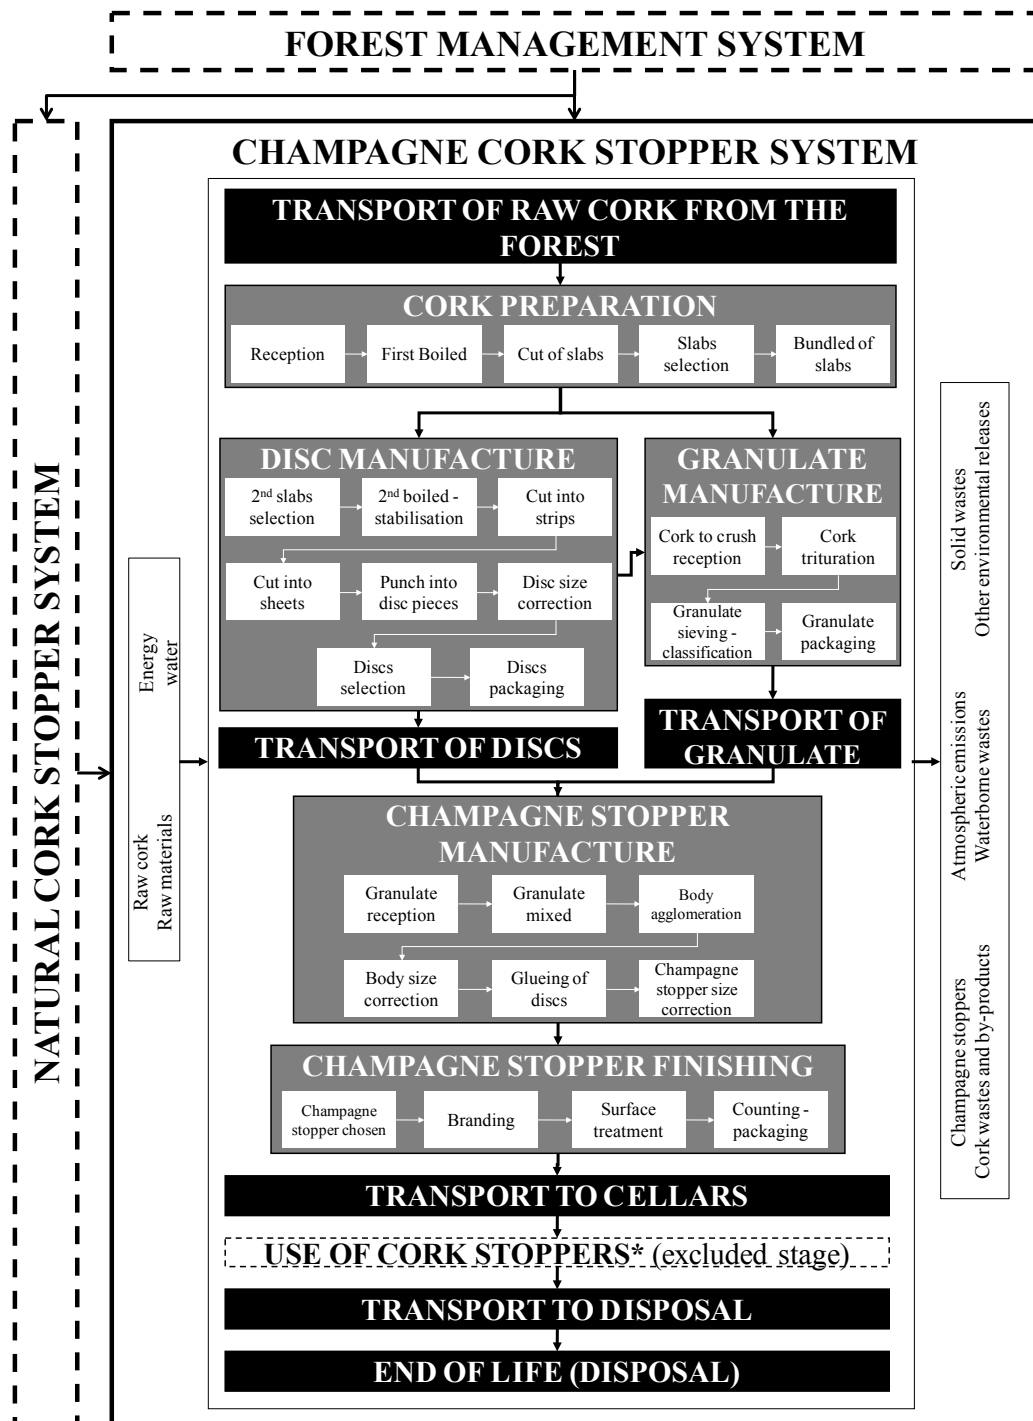 FOREST MANAGEMENT SYSTEM
NATURAL CORK STOPPER SYSTEM
CHAMPAGNE CORK STOPPER SYSTEM
Energy
water
Raw cork
Raw materials
TRANSPORT OF RAW CORK FROM THE
FOREST
CORK PREPARATION
Reception
First Boiled
Cut of slabs
Slabs
selection
Bundled of
slabs
DISC MANUFACTURE
2nd slabs
selection
2nd boiled -
stabilisation
Cut into
strips
Cut into
sheets
Punch into
disc pieces
Disc size
correction
Discs
selection
Discs
packaging
GRANULATE
MANUFACTURE
Cork to crush
reception
Cork
trituration
Granulate
sieving -
classification
Granulate
packaging
TRANSPORT OF DISCS
TRANSPORT OF
GRANULATE
CHAMPAGNE STOPPER
MANUFACTURE
Granulate
reception
Granulate
mixed
Body
agglomeration
Body size
correction
Glueing of
discs
Champagne
stopper size
correction
CHAMPAGNE STOPPER FINISHING
Champagne
stopper chosen
Branding
Surface
treatment
Counting -
packaging
TRANSPORT TO CELLARS
USE OF CORK STOPPERS* (excluded stage)
TRANSPORT TO DISPOSAL
END OF LIFE (DISPOSAL)
Solid wastes
Other environmental releases
Atmospheric emissions
Waterborne wastes
Champagne stoppers
Cork wastes and by-products